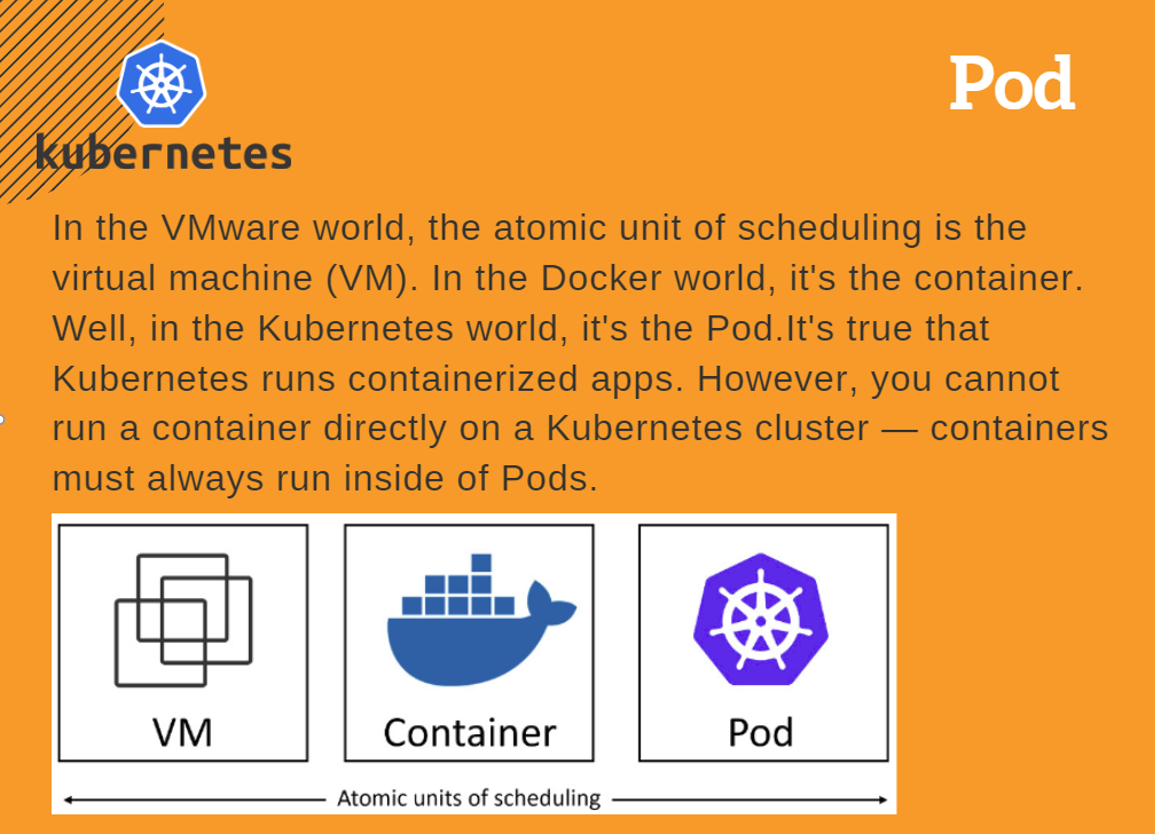 kubernetes
Pod
In the VMware world, the atomic unit of scheduling is the
virtual machine (VM). In the Docker world, it's the container.
Well, in the Kubernetes world, it's the Pod.It's true that
Kubernetes runs containerized apps. However, you cannot
run a container directly on a Kubernetes cluster — containers
must always run inside of Pods.
VM
Container
Pod
Atomic units of scheduling